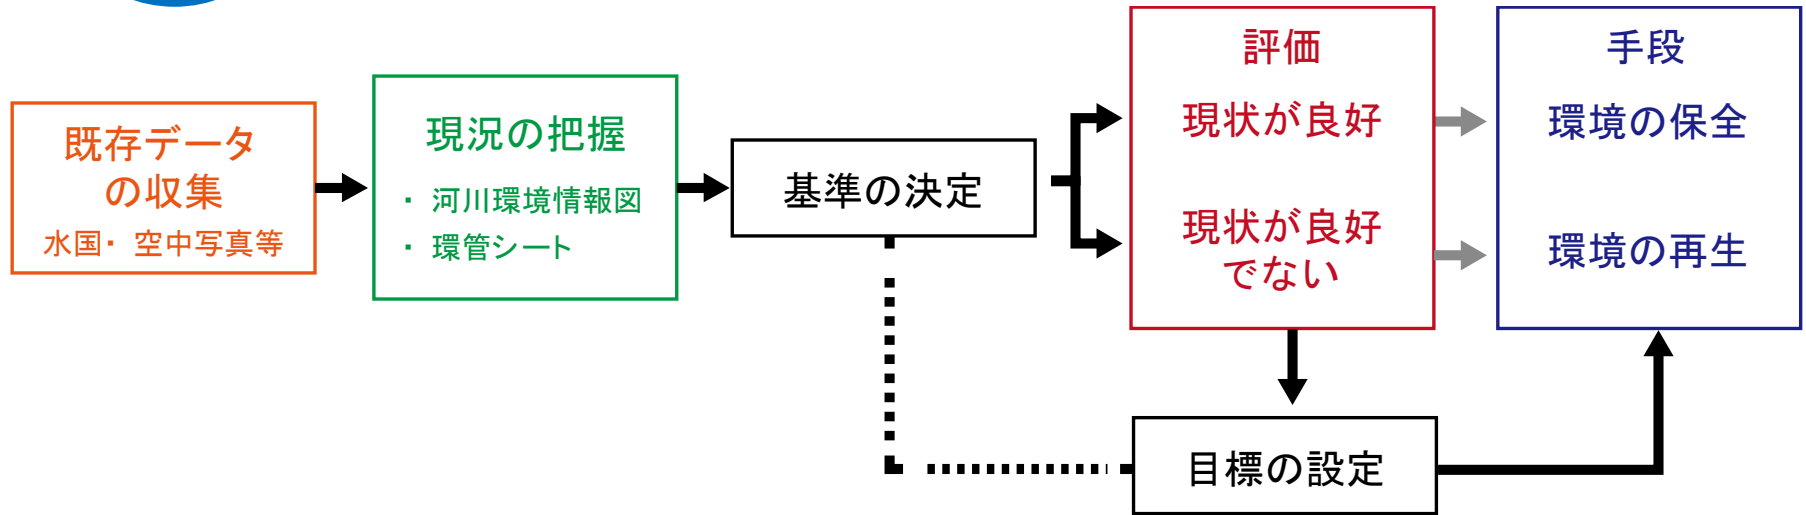 既存データ
の収集
水国・空中写真等
現況の把握
・ 河川環境情報図
・ 環管シート
基準の決定
評価
現状が良好
現状が良好
でない
手段
環境の保全
環境の再生
目標の設定